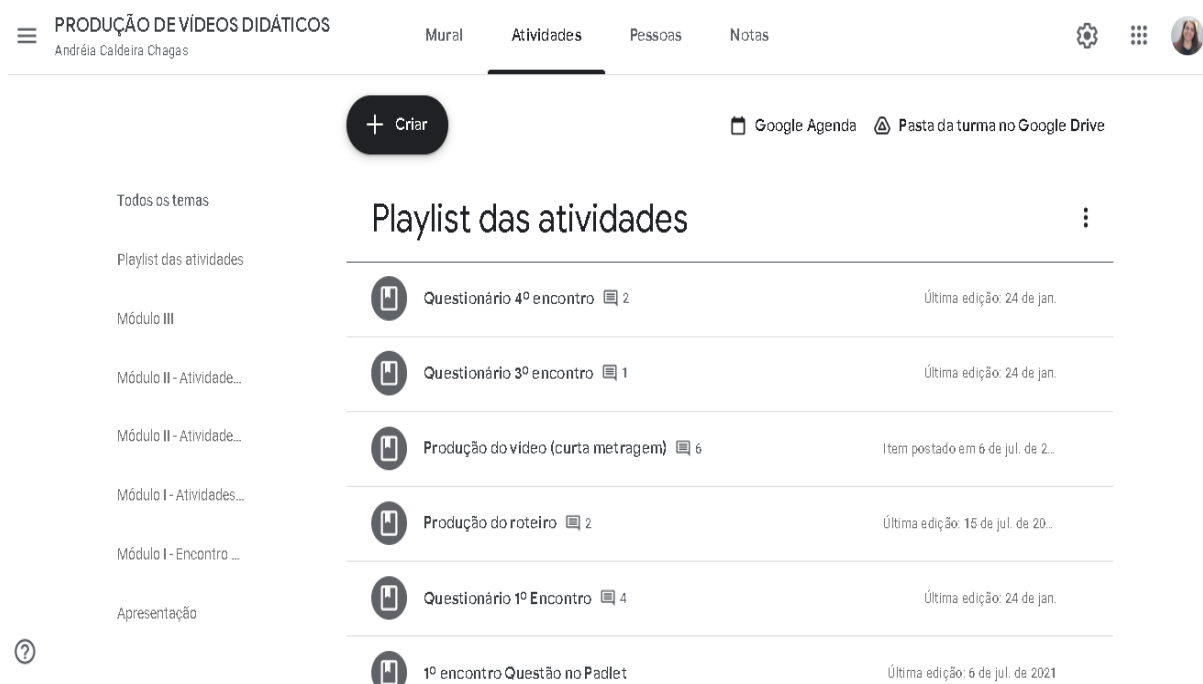 PRODUÇÃO DE VÍDEOS DIDÁTICOS
Andréia Caldeira Chagas
Mural
Atividades
Pessoas
Notas
+ Criar
Google Agenda
Pasta da turma no Google Drive
Todos os temas
Playlist das atividades
Módulo III
Módulo II - Atividade...
Módulo II - Atividade...
Módulo I - Atividades...
Módulo I - Encontro ...
Apresentação
Playlist das atividades
Questionário 4º encontro 2 Última edição: 24 de jan.
Questionário 3º encontro 1 Última edição: 24 de jan.
Produção do vídeo (curta metragem) 6 Item postado em 6 de jul. de 2...
Produção do roteiro 2 Última edição: 15 de jul. de 20...
Questionário 1º Encontro 4 Última edição: 24 de jan.
1º encontro Questão no Padlet Última edição: 6 de jul. de 2021